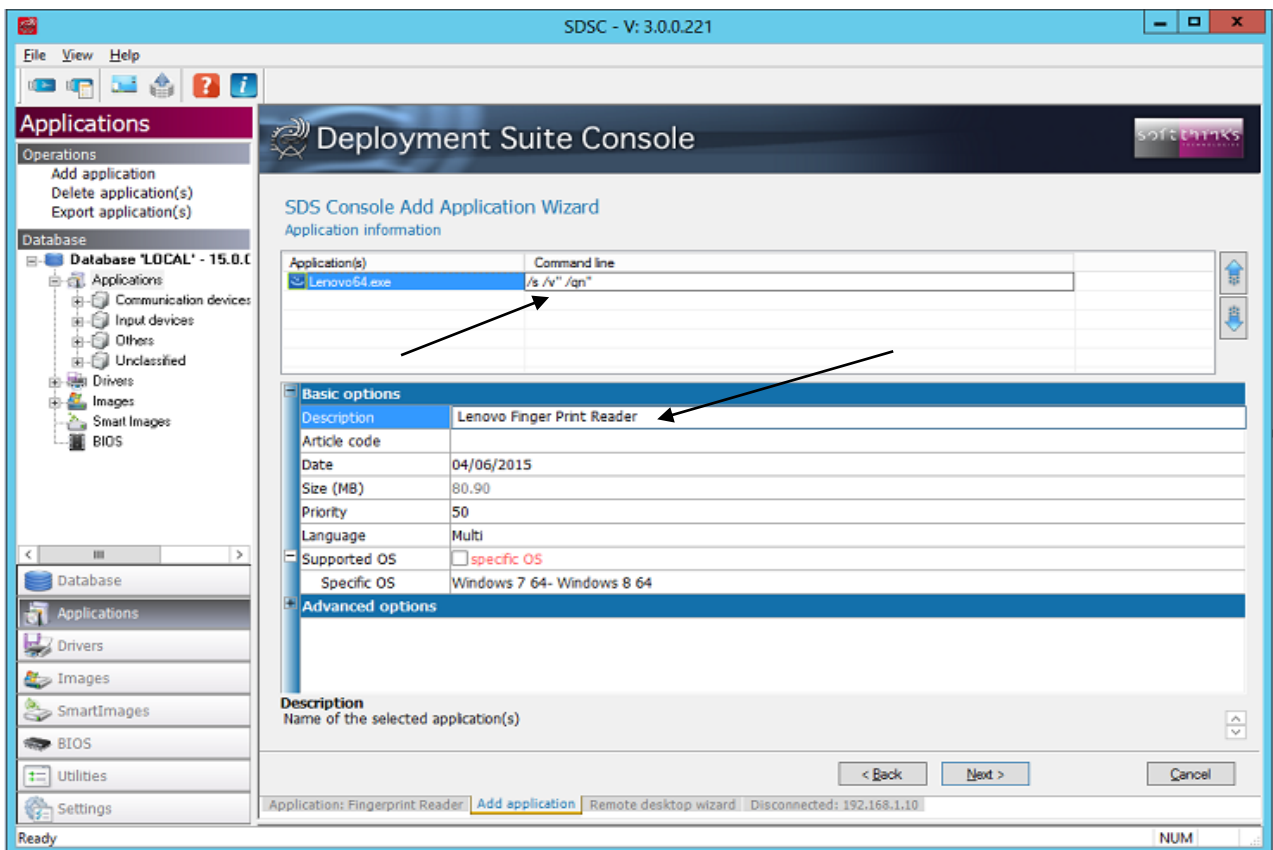 SDSC - V: 3.0.0.221
File View Help
Applications
Operations
Add application
Delete application(s)
Export application(s)
Database
Database 'LOCAL' - 15.0.(
Applications
Communication devices
Input devices
Others
Unclassified
Drivers
Images
Smart Images
BIOS
Database
Applications
Drivers
Images
SmartImages
BIOS
Utilities
Settings
Deployment Suite Console
softthinks
SDS Console Add Application Wizard
Application information
Application(s) Command line
Lenovo64.exe /s /v" /qn"
Basic options
Description Lenovo Finger Print Reader
Article code
Date 04/06/2015
Size (MB) 80.90
Priority 50
Language Multi
Supported OS specific OS
Specific OS Windows 7 64- Windows 8 64
Advanced options
Description
Name of the selected application(s)
< Back Next > Cancel
Application: Fingerprint Reader Add application Remote desktop wizard Disconnected: 192.168.1.10
Ready NUM